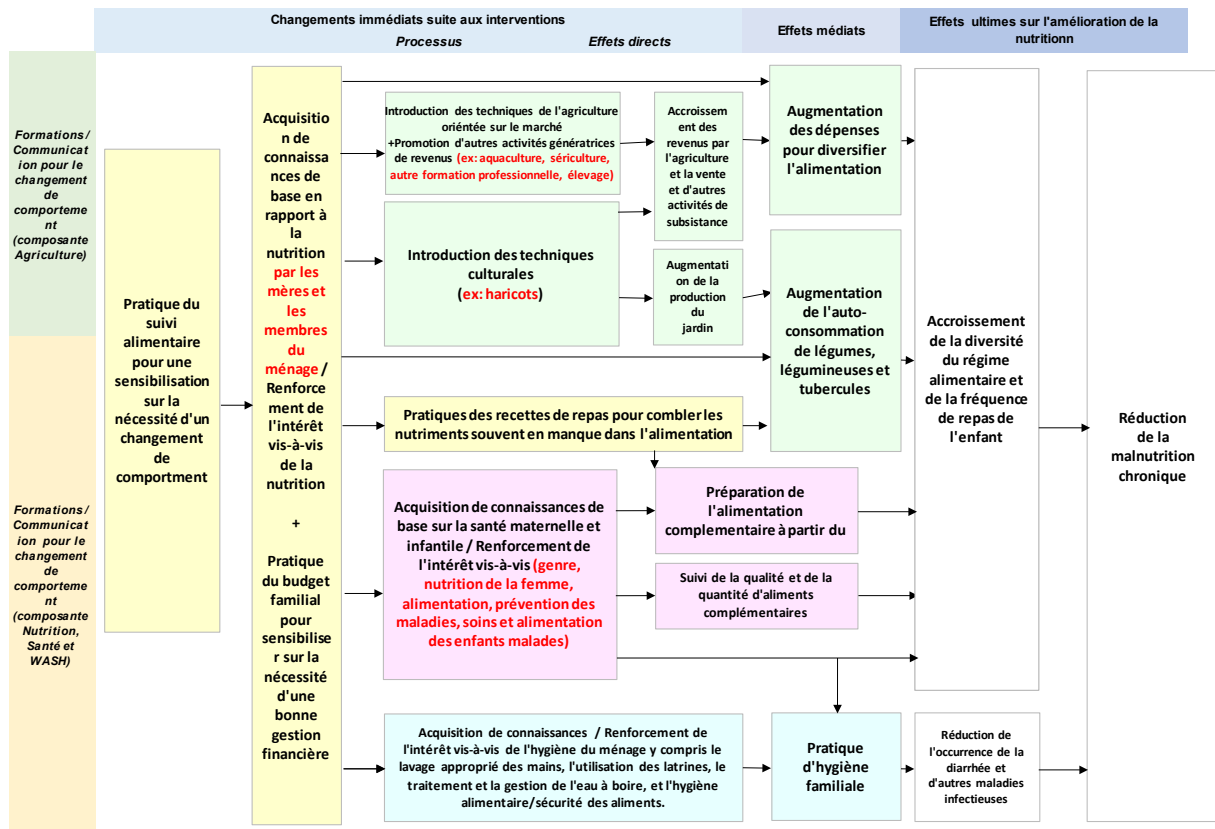 Changements immédiats suite aux interventions
Processus
Effets directs
Effets médiats
Effets ultimes sur l'amélioration de la
nutritionn
Formations /
Communicat
ion pour le
changement
de
comporteme
nt
(composante
Agriculture)
Formations/
Communicat
ion pour le
changement
de
comporteme
nt
(composante
Nutrition,
Santé et
WASH)
Pratique du
suivi
alimentaire
pour une
sensibilisation
sur la
nécessité d'un
changement
de
comportment
Acquisitio
n de
connaissa
nces de
base en
rapport à
la
nutrition
par les
mères et
les
membres
du
ménage /
Renforce
ment de
l'intérêt
vis-à-vis
de la
nutrition
+
Pratique
du budget
familial
pour
sensibilise
r sur la
nécessité
d'une
bonne
gestion
financière
Introduction des techniques de l'agriculture
oriéntée sur le marché
+Promotion d'autres activités génératrices
de revenus (ex: aquaculture, sériculture,
autre formation professionnelle, élevage)
Accroissem
ent des
revenus par
l'agriculture
et la vente
et d'autres
activités de
subsistance
Augmentation
des dépenses
pour diversifier
l'alimentation
Introduction des techniques
culturales
(ex: haricots)
Augmentati
on de la
production
du
jardin
Augmentation
de l'auto-
consommation
de légumes,
légumineuses et
tubercules
Pratiques des recettes de repas pour combler les
nutriments souvent en manque dans l'alimentation
Acquisition de connaissances de
base sur la santé maternelle et
infantile / Renforcement de
l'intérêt vis-à-vis (genre,
nutrition de la femme,
alimentation, prévention des
maladies, soins et alimentation
des enfants malades)
Préparation de
l'alimentation
complementaire à partir du
Suivi de la qualité et de la
quantité d'aliments
complémentaires
Acquisition de connaissances / Renforcement de
l'intérêt vis-à-vis de l'hygiène du ménage y compris le
lavage approprié des mains, l'utilisation des latrines, le
traitement et la gestion de l'eau à boire, et l'hygiène
alimentaire/sécurité des aliments.
Pratique
d'hygiène
familiale
Accroissement
de la diversité
du régime
alimentaire et
de la fréquence
de repas de
l'enfant
Réduction de
l'occurrence de la
diarrhée et
d'autres maladies
infectieuses
Réduction
de la
malnutrition
chronique